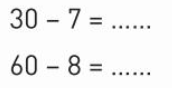 30 – 7 = ......
60 – 8 = ......